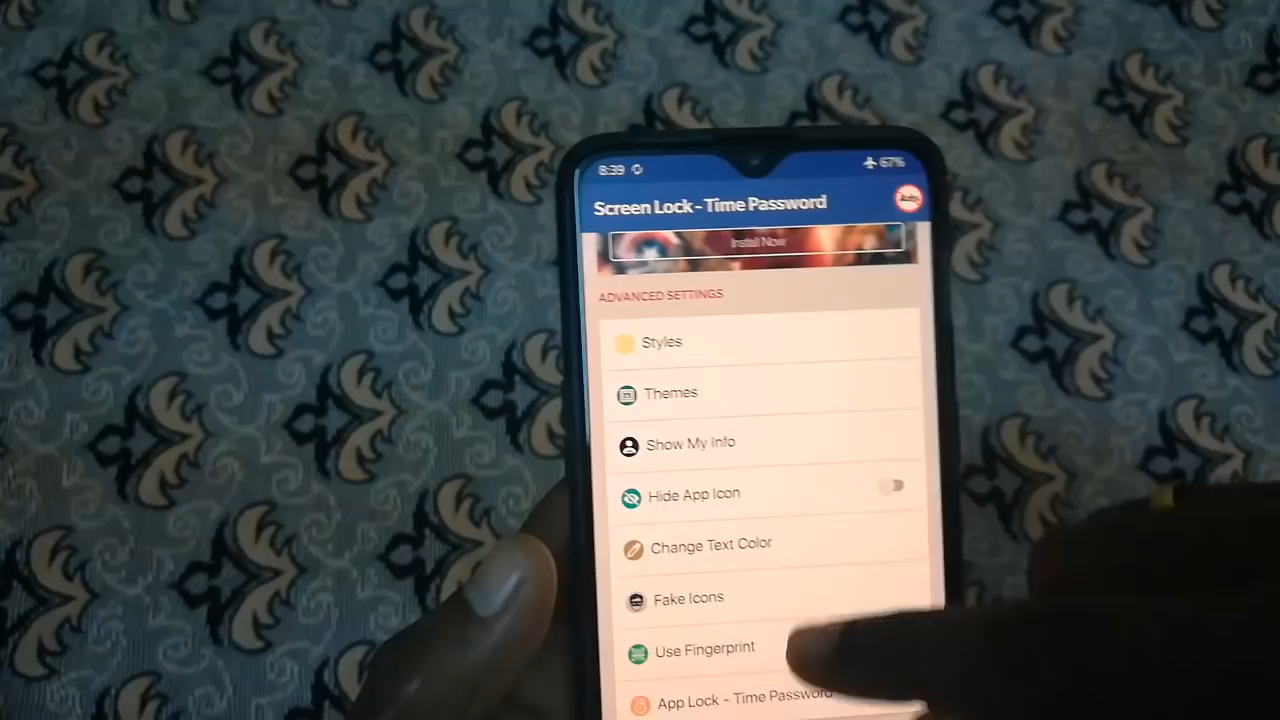 8:39 67%
Screen Lock - Time Password
Install Now
ADVANCED SETTINGS
Styles
Themes
Show My Info
Hide App Icon
Change Text Color
Fake Icons
Use Fingerprint
App Lock - Time Password